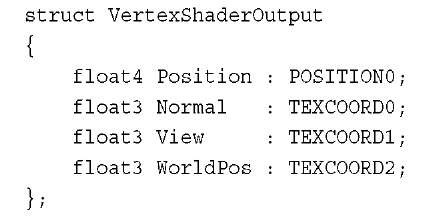 struct VertexShaderOutput
{
    float4 Position : POSITION0;
    float3 Normal   : TEXCOORD0;
    float3 View     : TEXCOORD1;
    float3 WorldPos : TEXCOORD2;
};